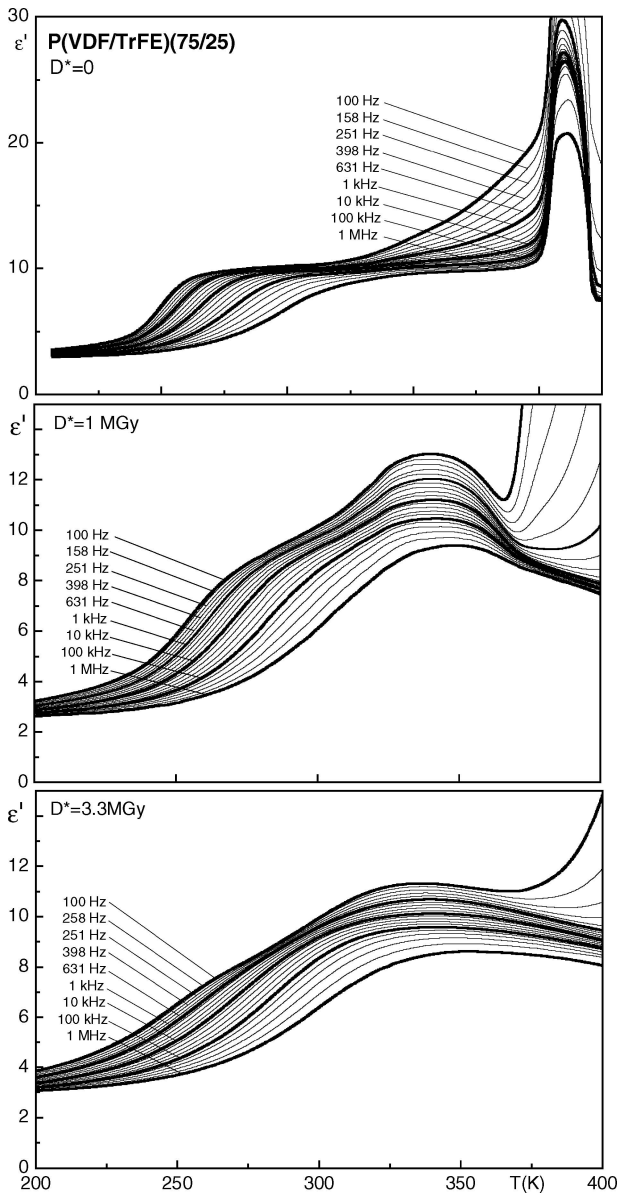 30
ε'
P(VDF/TrFE)(75/25)
D*=0
100 Hz
158 Hz
251 Hz
398 Hz
631 Hz
1 kHz
10 kHz
100 kHz
1 MHz
20
10
0
ε'
D*=1 MGy
12
10
100 Hz
158 Hz
251 Hz
398 Hz
631 Hz
1 kHz
10 kHz
100 kHz
1 MHz
8
6
4
2
0
ε'
D*=3.3MGy
12
10
100 Hz
258 Hz
251 Hz
398 Hz
631 Hz
1 kHz
10 kHz
100 kHz
1 MHz
8
6
4
2
0
200 250 300 350 T(K) 400